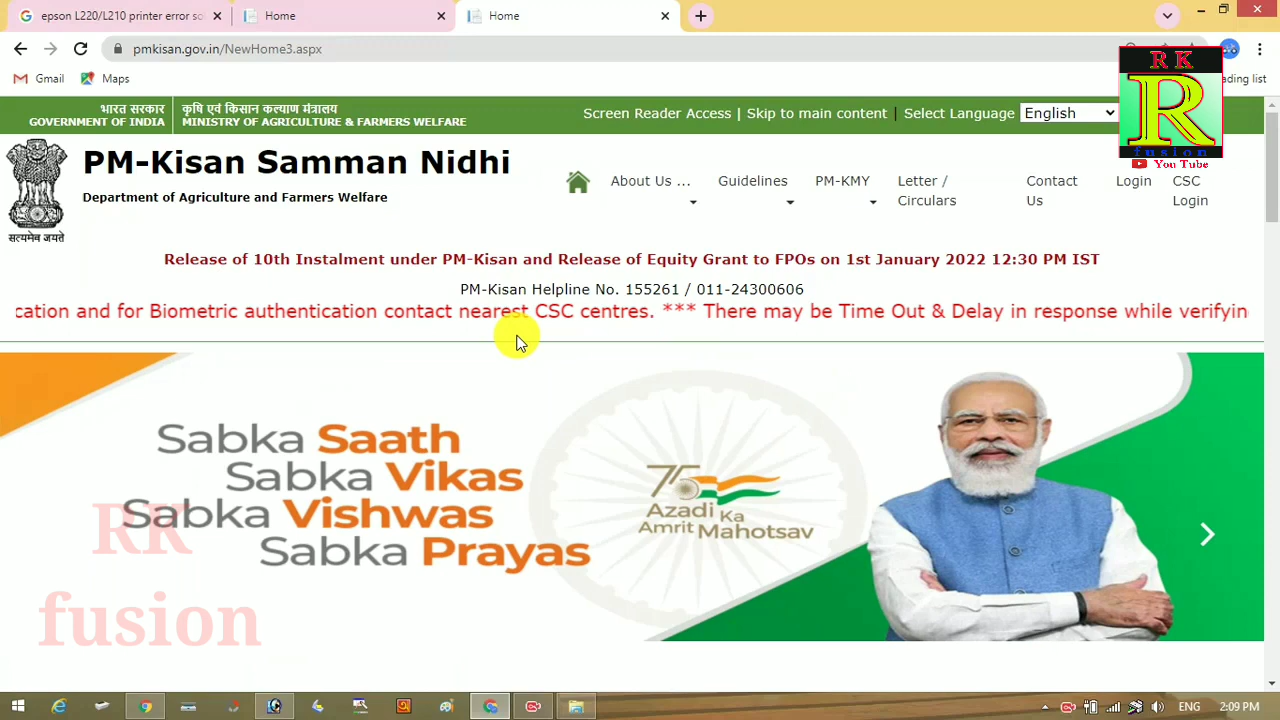 epson L220/L210 printer error so
Home
Home
pmkisan.gov.in/NewHome3.aspx
Gmail
Maps
ading list
R K
R
fusion
You Tube
भारत सरकार
GOVERNMENT OF INDIA
कृषि एवं किसान कल्याण मंत्रालय
MINISTRY OF AGRICULTURE & FARMERS WELFARE
Screen Reader Access | Skip to main content | Select Language English
PM-Kisan Samman Nidhi
Department of Agriculture and Farmers Welfare
सत्यमेव जयते
About Us ...
Guidelines
PM-KMY
Letter /
Circulars
Contact
Us
Login
CSC
Login
Release of 10th Instalment under PM-Kisan and Release of Equity Grant to FPOs on 1st January 2022 12:30 PM IST
PM-Kisan Helpline No. 155261 / 011-24300606
cation and for Biometric authentication contact nearest CSC centres. *** There may be Time Out & Delay in response while verifyin
Sabka Saath
Sabka Vikas
Sabka Vishwas
Sabka Prayas
75
Azadi Ka
Amrit Mahotsav
RK
fusion
ENG
2:09 PM